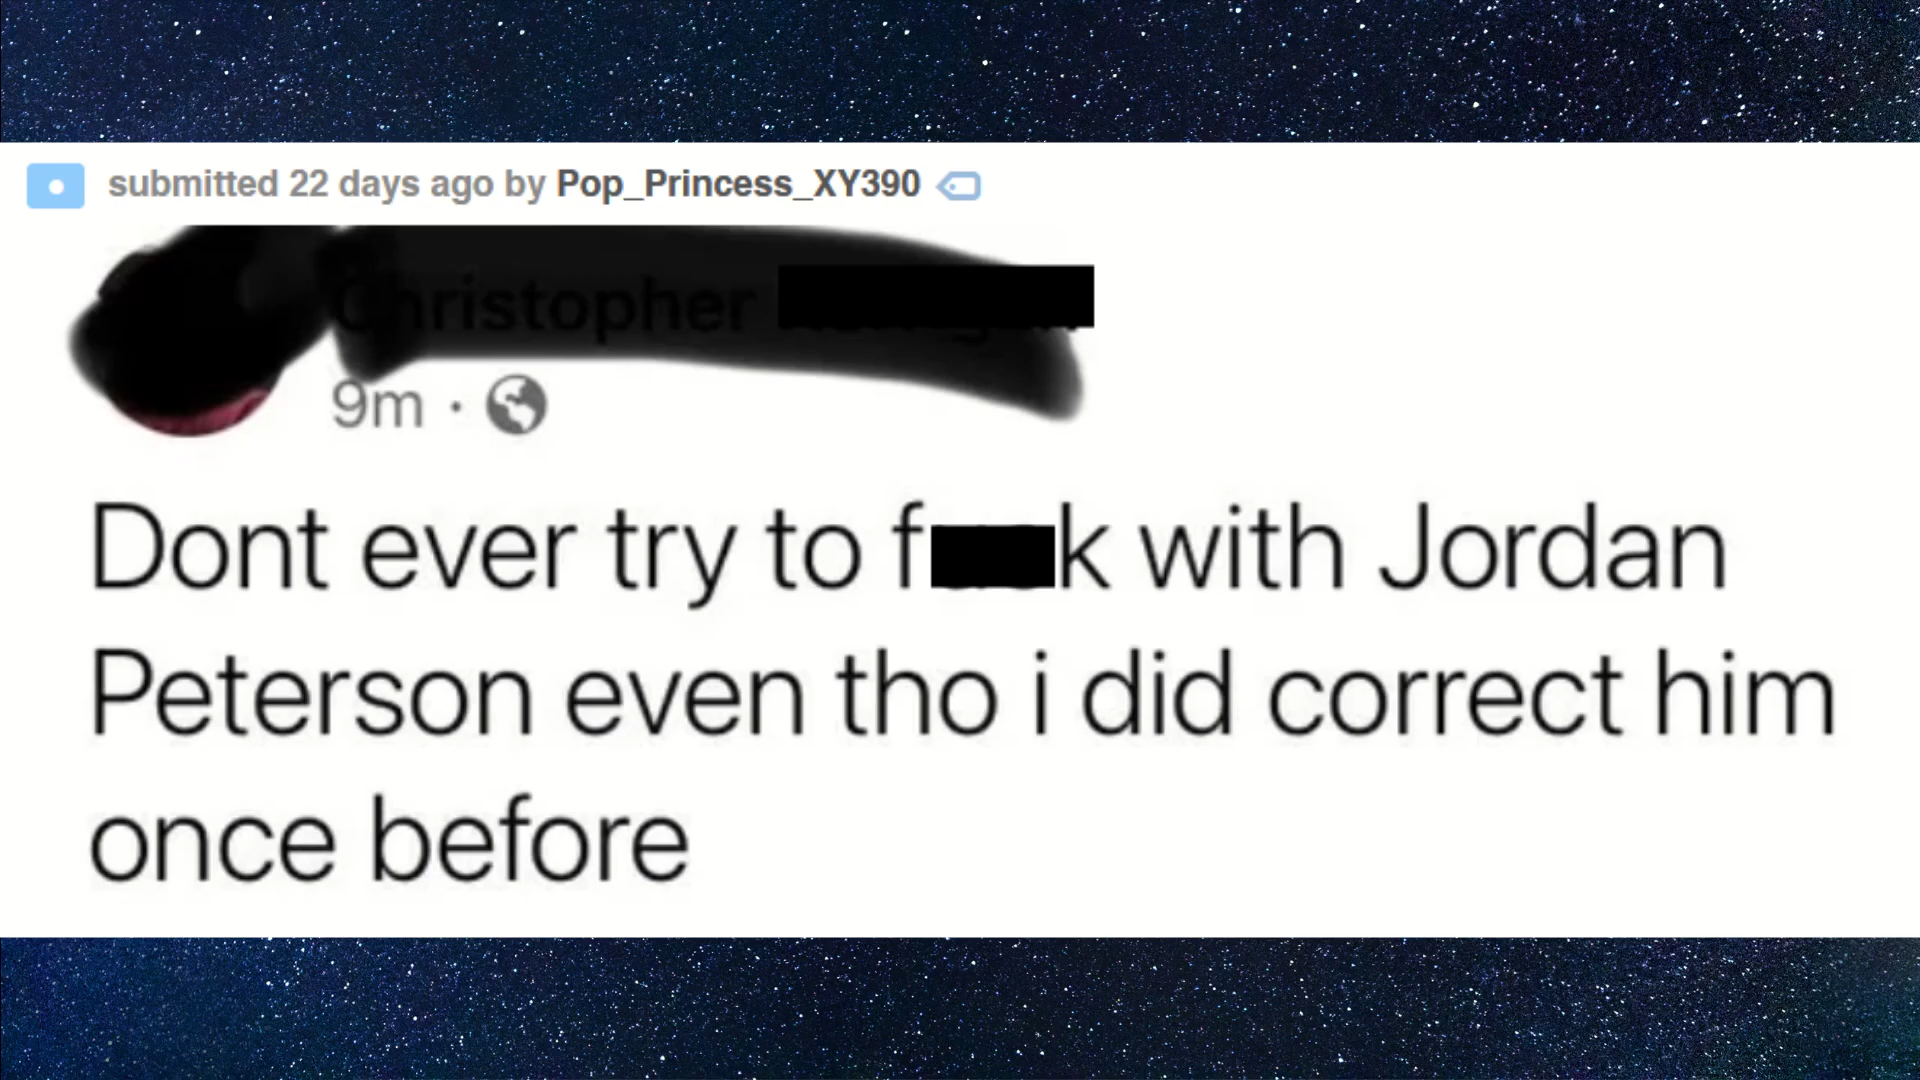 submitted 22 days ago by Pop_Princess_XY390
Christopher
9m ·
Dont ever try to f███k with Jordan
Peterson even tho i did correct him
once before